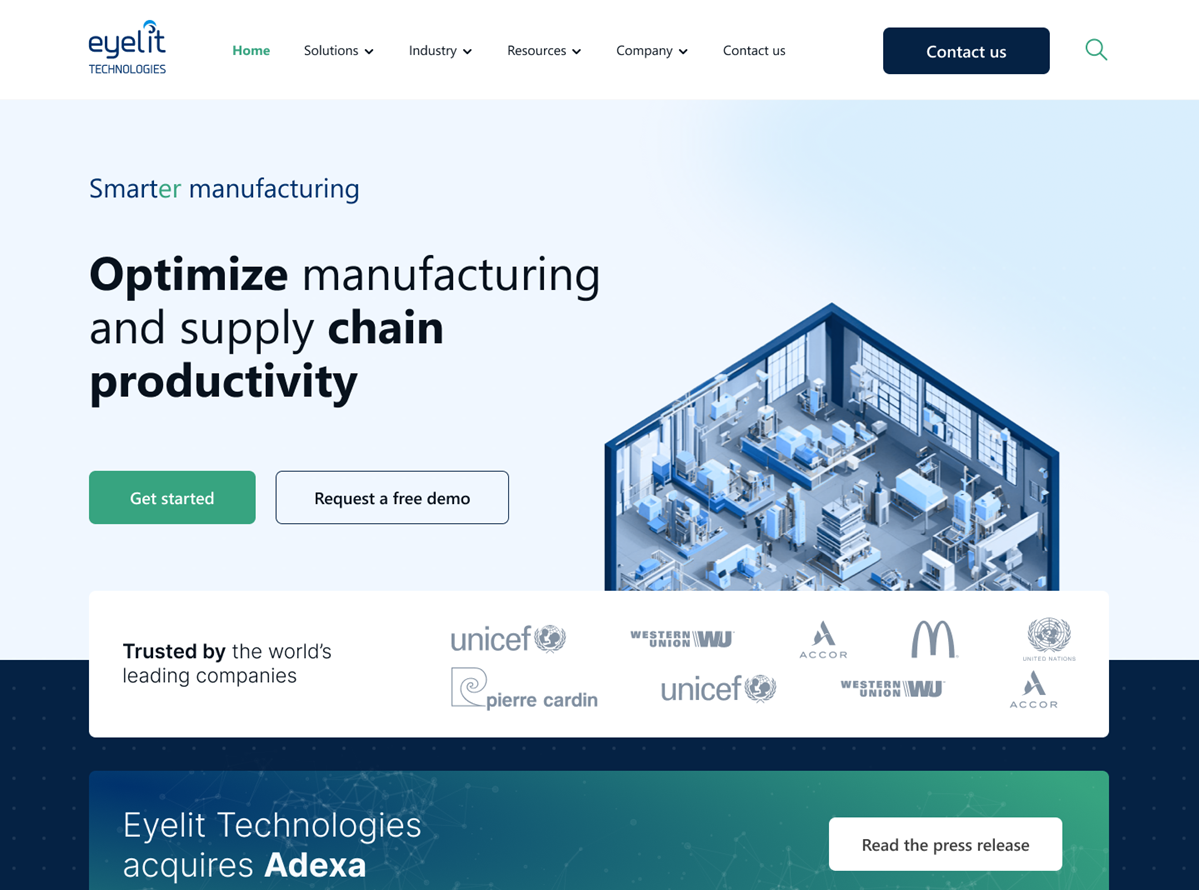 eyelit
TECHNOLOGIES
Home
Solutions
Industry
Resources
Company
Contact us
Contact us
Smarter manufacturing
Optimize manufacturing
and supply chain
productivity
Get started
Request a free demo
Trusted by the world's
leading companies
unicef
WESTERN
UNION WU
ACCOR
UNITED NATIONS
pierre cardin
unicef
WESTERN
UNION WU
ACCOR
Eyelit Technologies
acquires Adexa
Read the press release